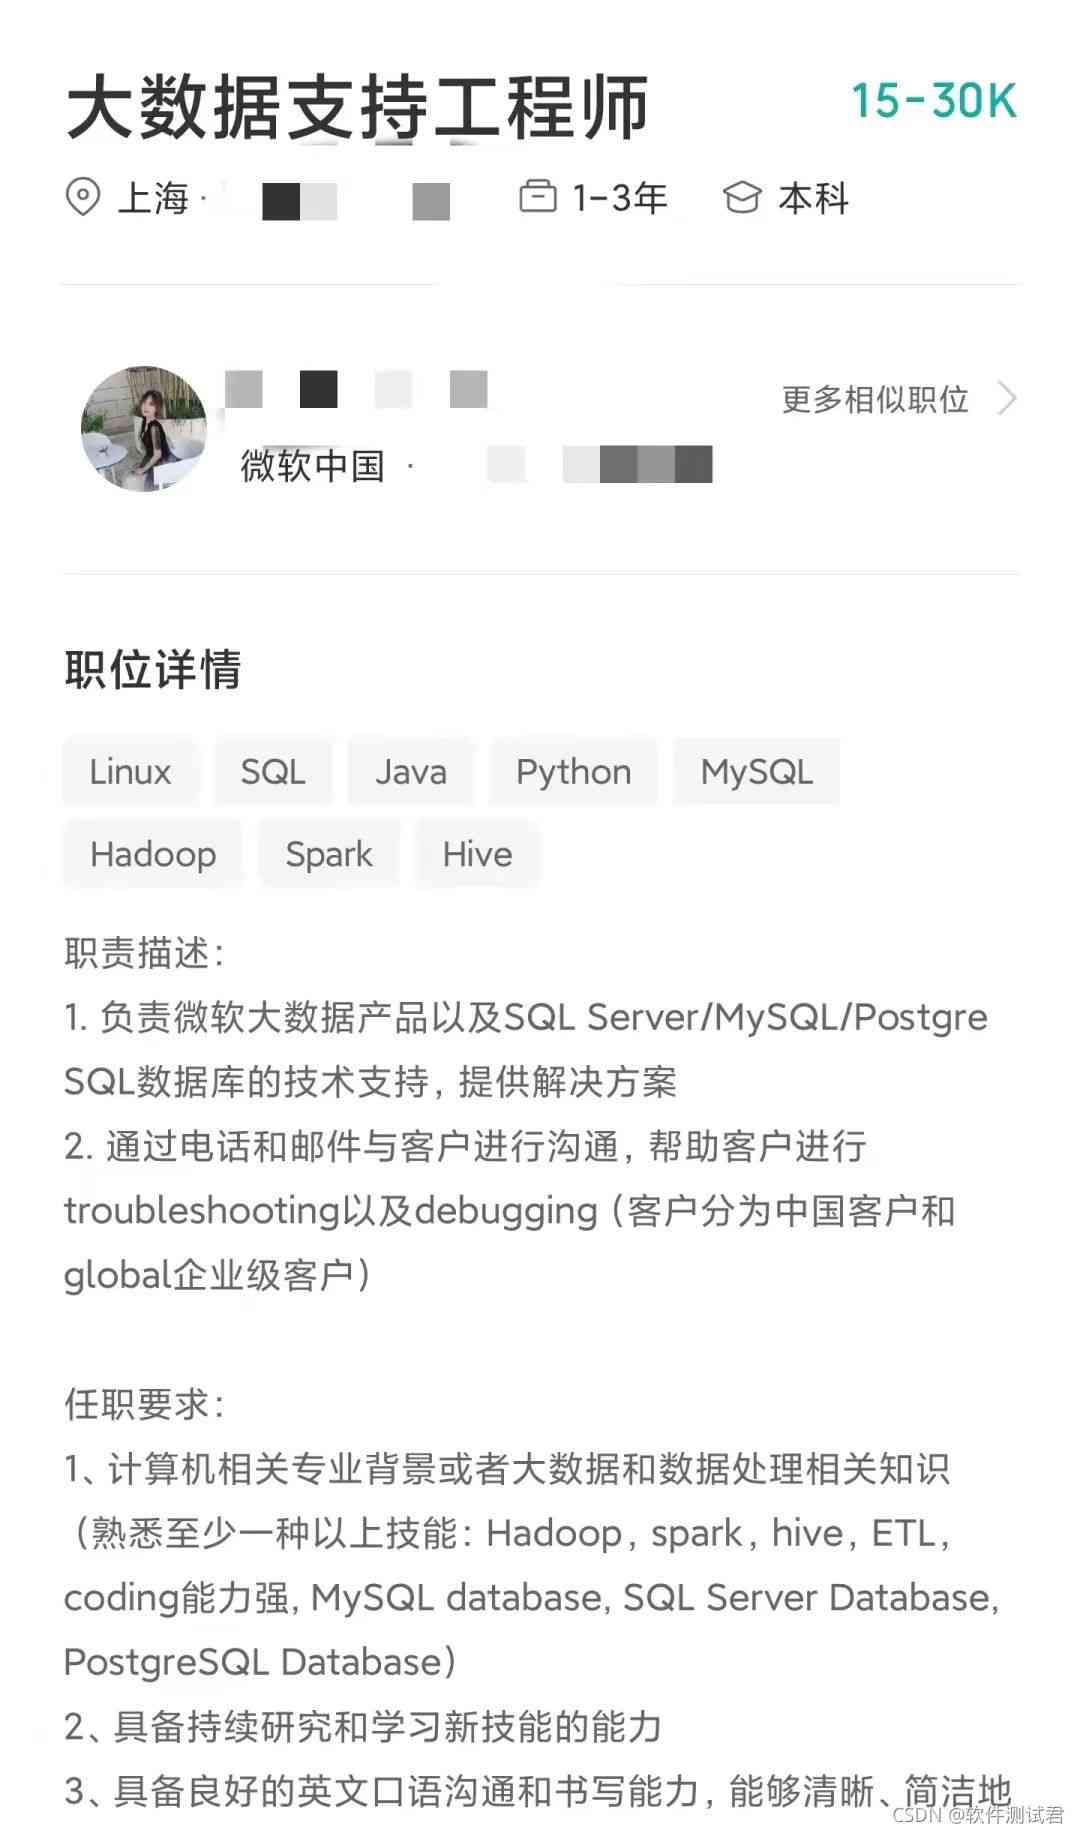 大数据支持工程师 15-30K
上海· 1-3年 本科
更多相似职位
微软中国 ·
职位详情
Linux SQL Java Python MySQL
Hadoop Spark Hive
职责描述：
1. 负责微软大数据产品以及SQL Server/MySQL/Postgre
SQL数据库的技术支持，提供解决方案
2. 通过电话和邮件与客户进行沟通，帮助客户进行
troubleshooting以及debugging（客户分为中国客户和
global企业级客户）
任职要求：
1、计算机相关专业背景或者大数据和数据处理相关知识
（熟悉至少一种以上技能：Hadoop，spark，hive，ETL，
coding能力强, MySQL database, SQL Server Database,
PostgreSQL Database）
2、具备持续研究和学习新技能的能力
3、具备良好的英文口语沟通和书写能力，能够清晰、简洁地
CSDN @软件测试君